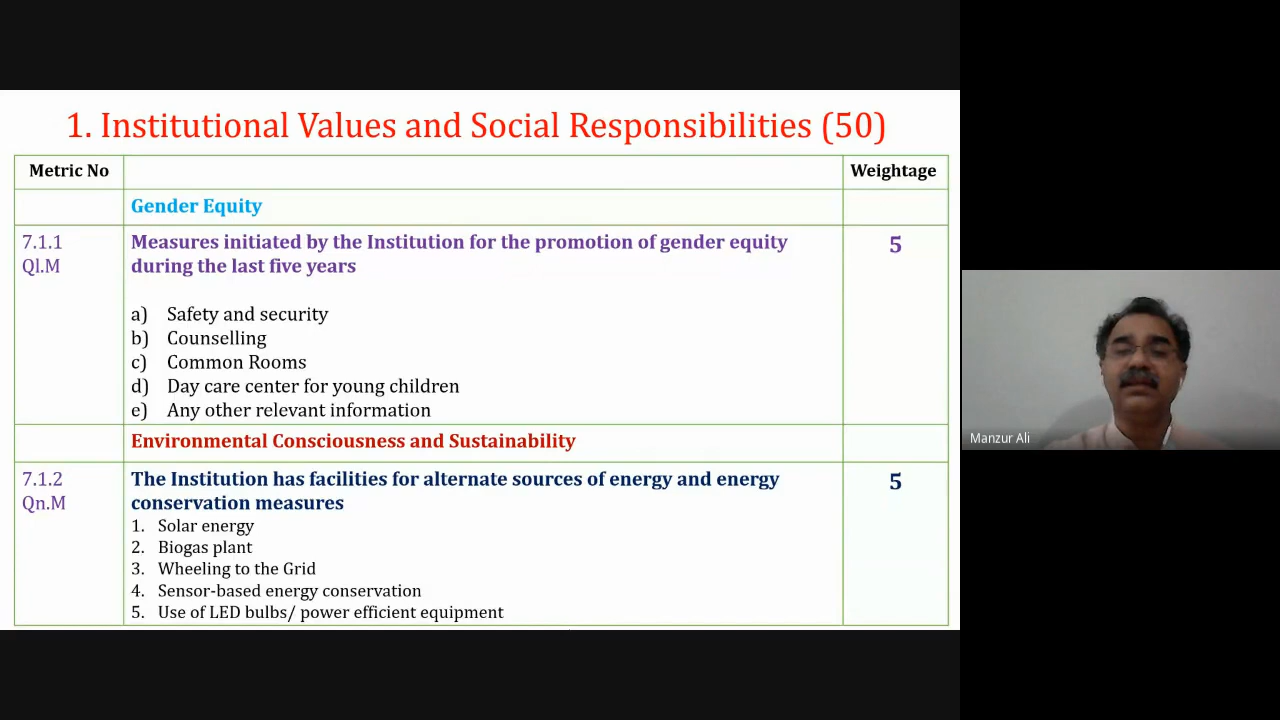 1. Institutional Values and Social Responsibilities (50)
Metric No Weightage
Gender Equity
7.1.1 Measures initiated by the Institution for the promotion of gender equity 5
Ql.M during the last five years
a) Safety and security
b) Counselling
c) Common Rooms
d) Day care center for young children
e) Any other relevant information
Environmental Consciousness and Sustainability
7.1.2 The Institution has facilities for alternate sources of energy and energy 5
Qn.M conservation measures
1. Solar energy
2. Biogas plant
3. Wheeling to the Grid
4. Sensor-based energy conservation
5. Use of LED bulbs/ power efficient equipment
Manzur Ali